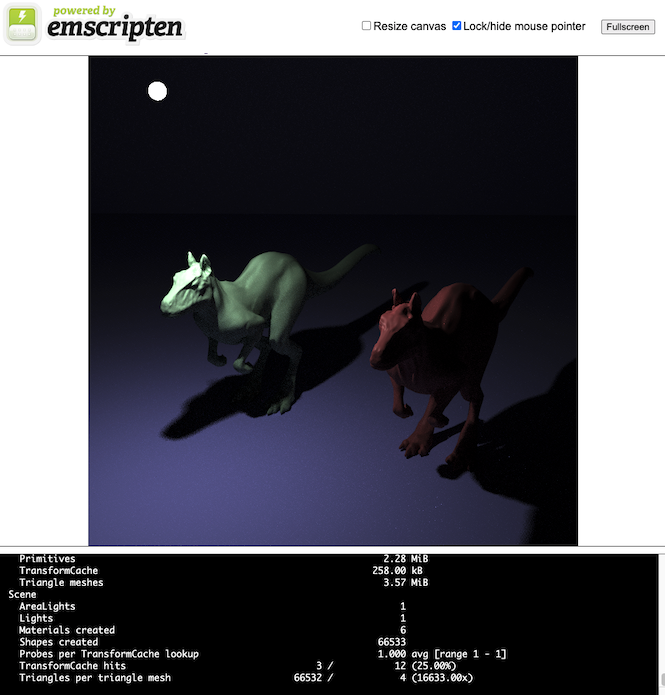 powered by
emscripten
Resize canvas Lock/hide mouse pointer Fullscreen
Primitives 2.28 MiB
TransformCache 258.00 kB
Triangle meshes 3.57 MiB
Scene
AreaLights 1
Lights 1
Materials created 6
Shapes created 66533
Probes per TransformCache lookup 1.000 avg [range 1 - 1]
TransformCache hits 3 / 12 (25.00%)
Triangles per triangle mesh 66532 / 4 (16633.00x)